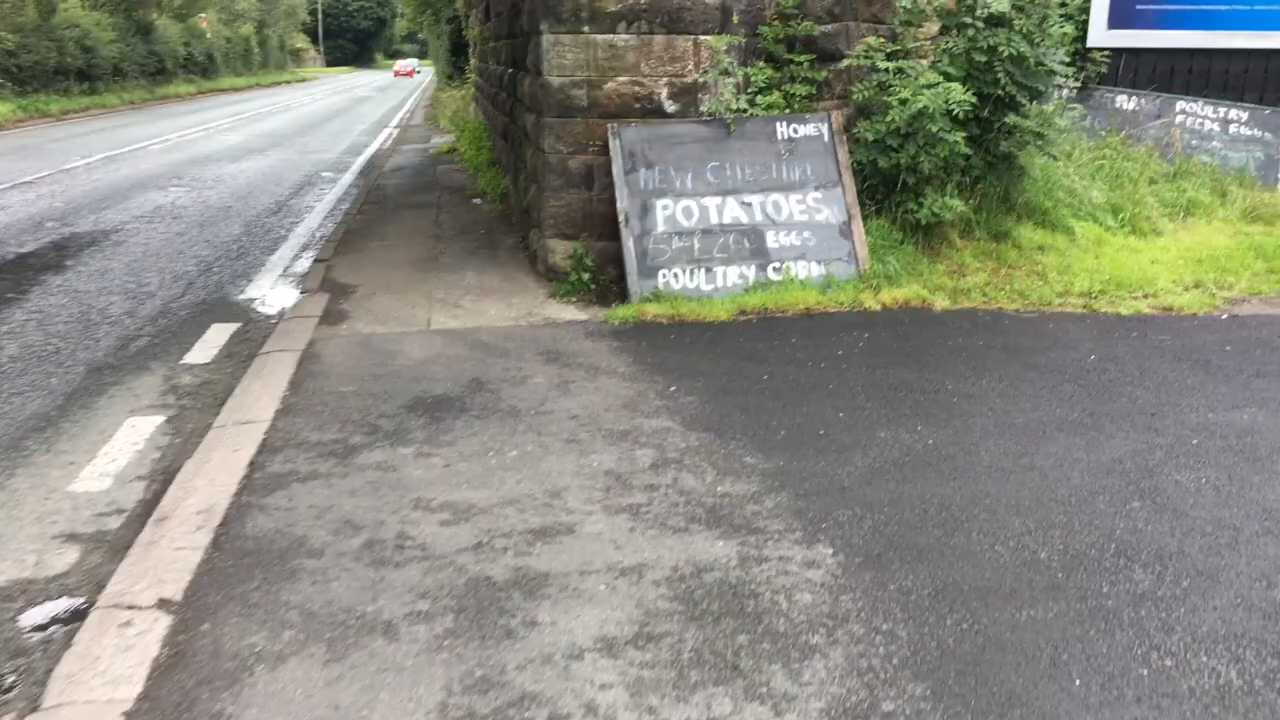 HONEY
NEW CHESHIRE
POTATOES
EGGS
POULTRY CORN
POULTRY
FEEDS EGGS